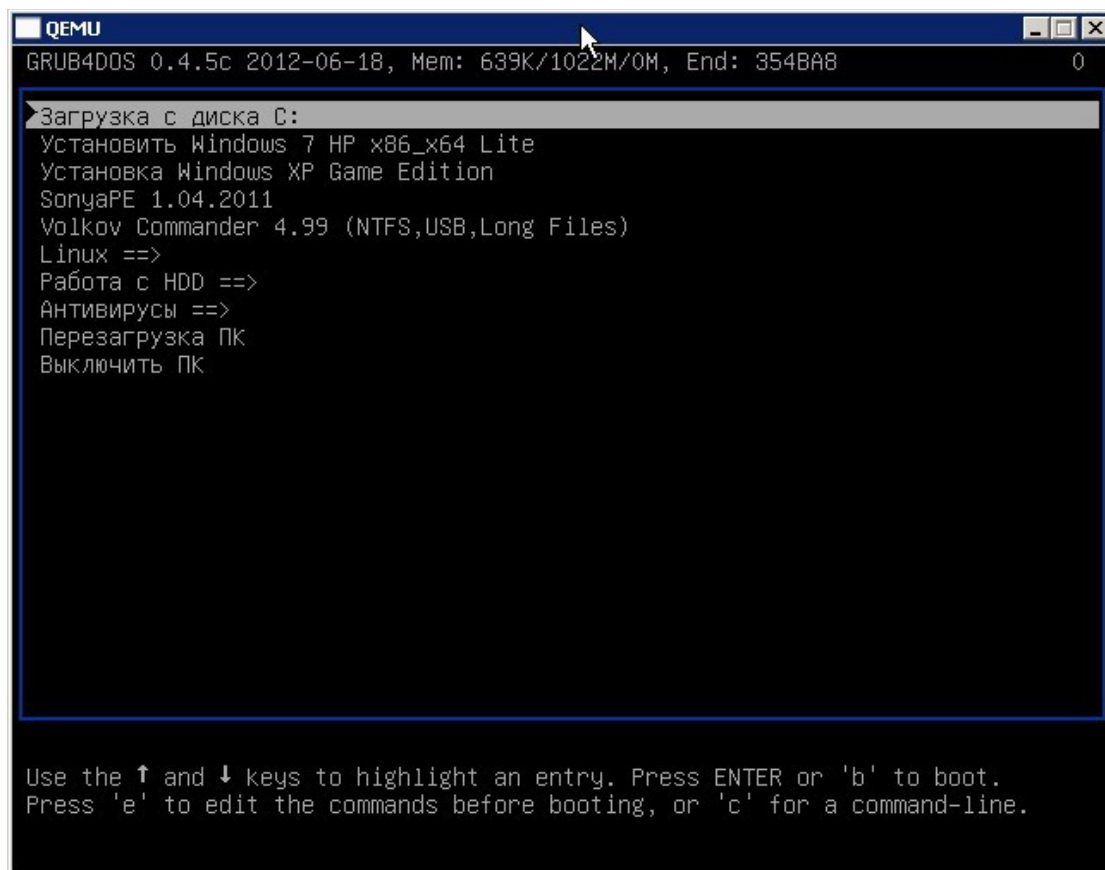 QEMU
GRUB4DOS 0.4.5c 2012-06-18, Mem: 639K/1022M/0M, End: 354BA8 0
Загрузка с диска C:
Установить Windows 7 HP x86_x64 Lite
Установка Windows XP Game Edition
SonyaPE 1.04.2011
Volkov Commander 4.99 (NTFS,USB,Long Files)
Linux ==>
Работа с HDD ==>
Антивирусы ==>
Перезагрузка ПК
Выключить ПК
Use the ↑ and ↓ keys to highlight an entry. Press ENTER or 'b' to boot.
Press 'e' to edit the commands before booting, or 'c' for a command-line.